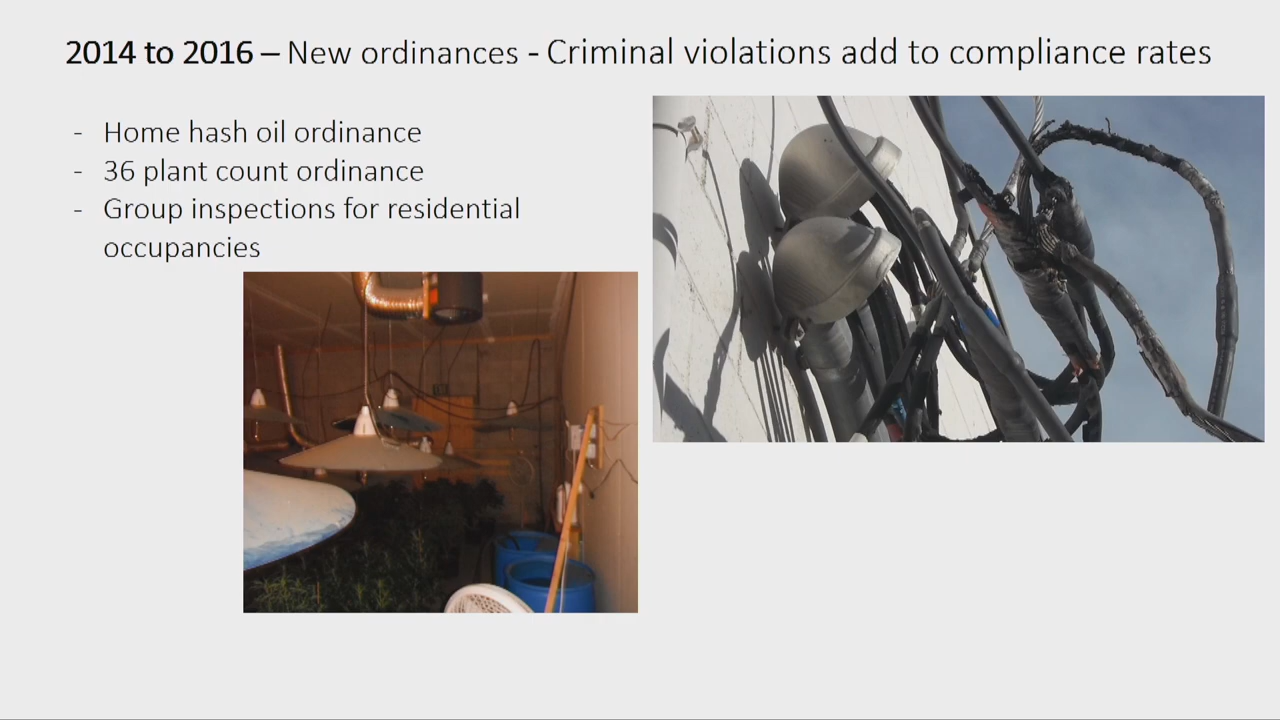 2014 to 2016 – New ordinances - Criminal violations add to compliance rates
- Home hash oil ordinance
- 36 plant count ordinance
- Group inspections for residential
occupancies